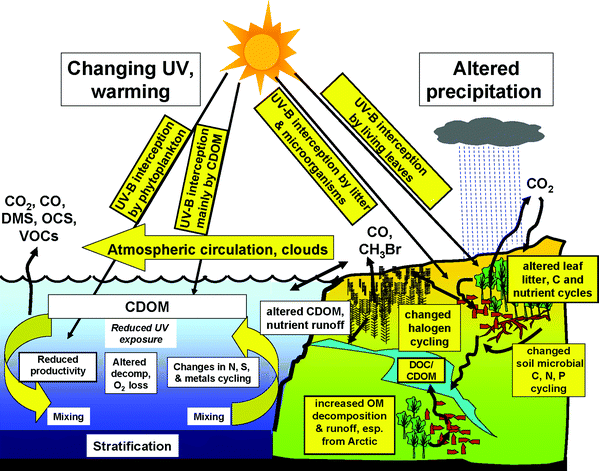 Changing UV,
warming
Altered
precipitation
UV-B interception
by phytoplankton
UV-B interception
mainly by CDOM
UV-B interception by litter
& microorganisms
UV-B interception
by living leaves
CO2, CO,
DMS, OCS,
VOCs
Atmospheric circulation, clouds
CO,
CH3Br
CO2
altered leaf
litter, C and
nutrient cycles
CDOM
Reduced UV
exposure
altered CDOM,
nutrient runoff
changed
halogen
cycling
Reduced
productivity
Altered
decomp,
O2 loss
Changes in N, S,
& metals cycling
DOC/
CDOM
changed
soil microbial
C, N, P
cycling
Mixing
Mixing
increased OM
decomposition
& runoff, esp.
from Arctic
Stratification